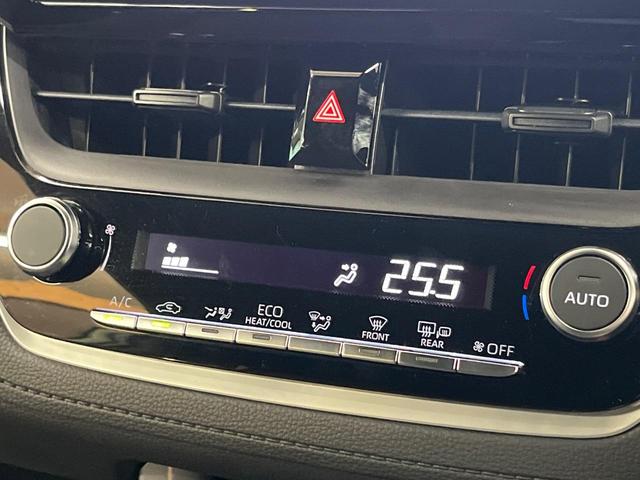 25.5
AUTO
A/C
ECO
HEAT/COOL
FRONT
REAR
OFF